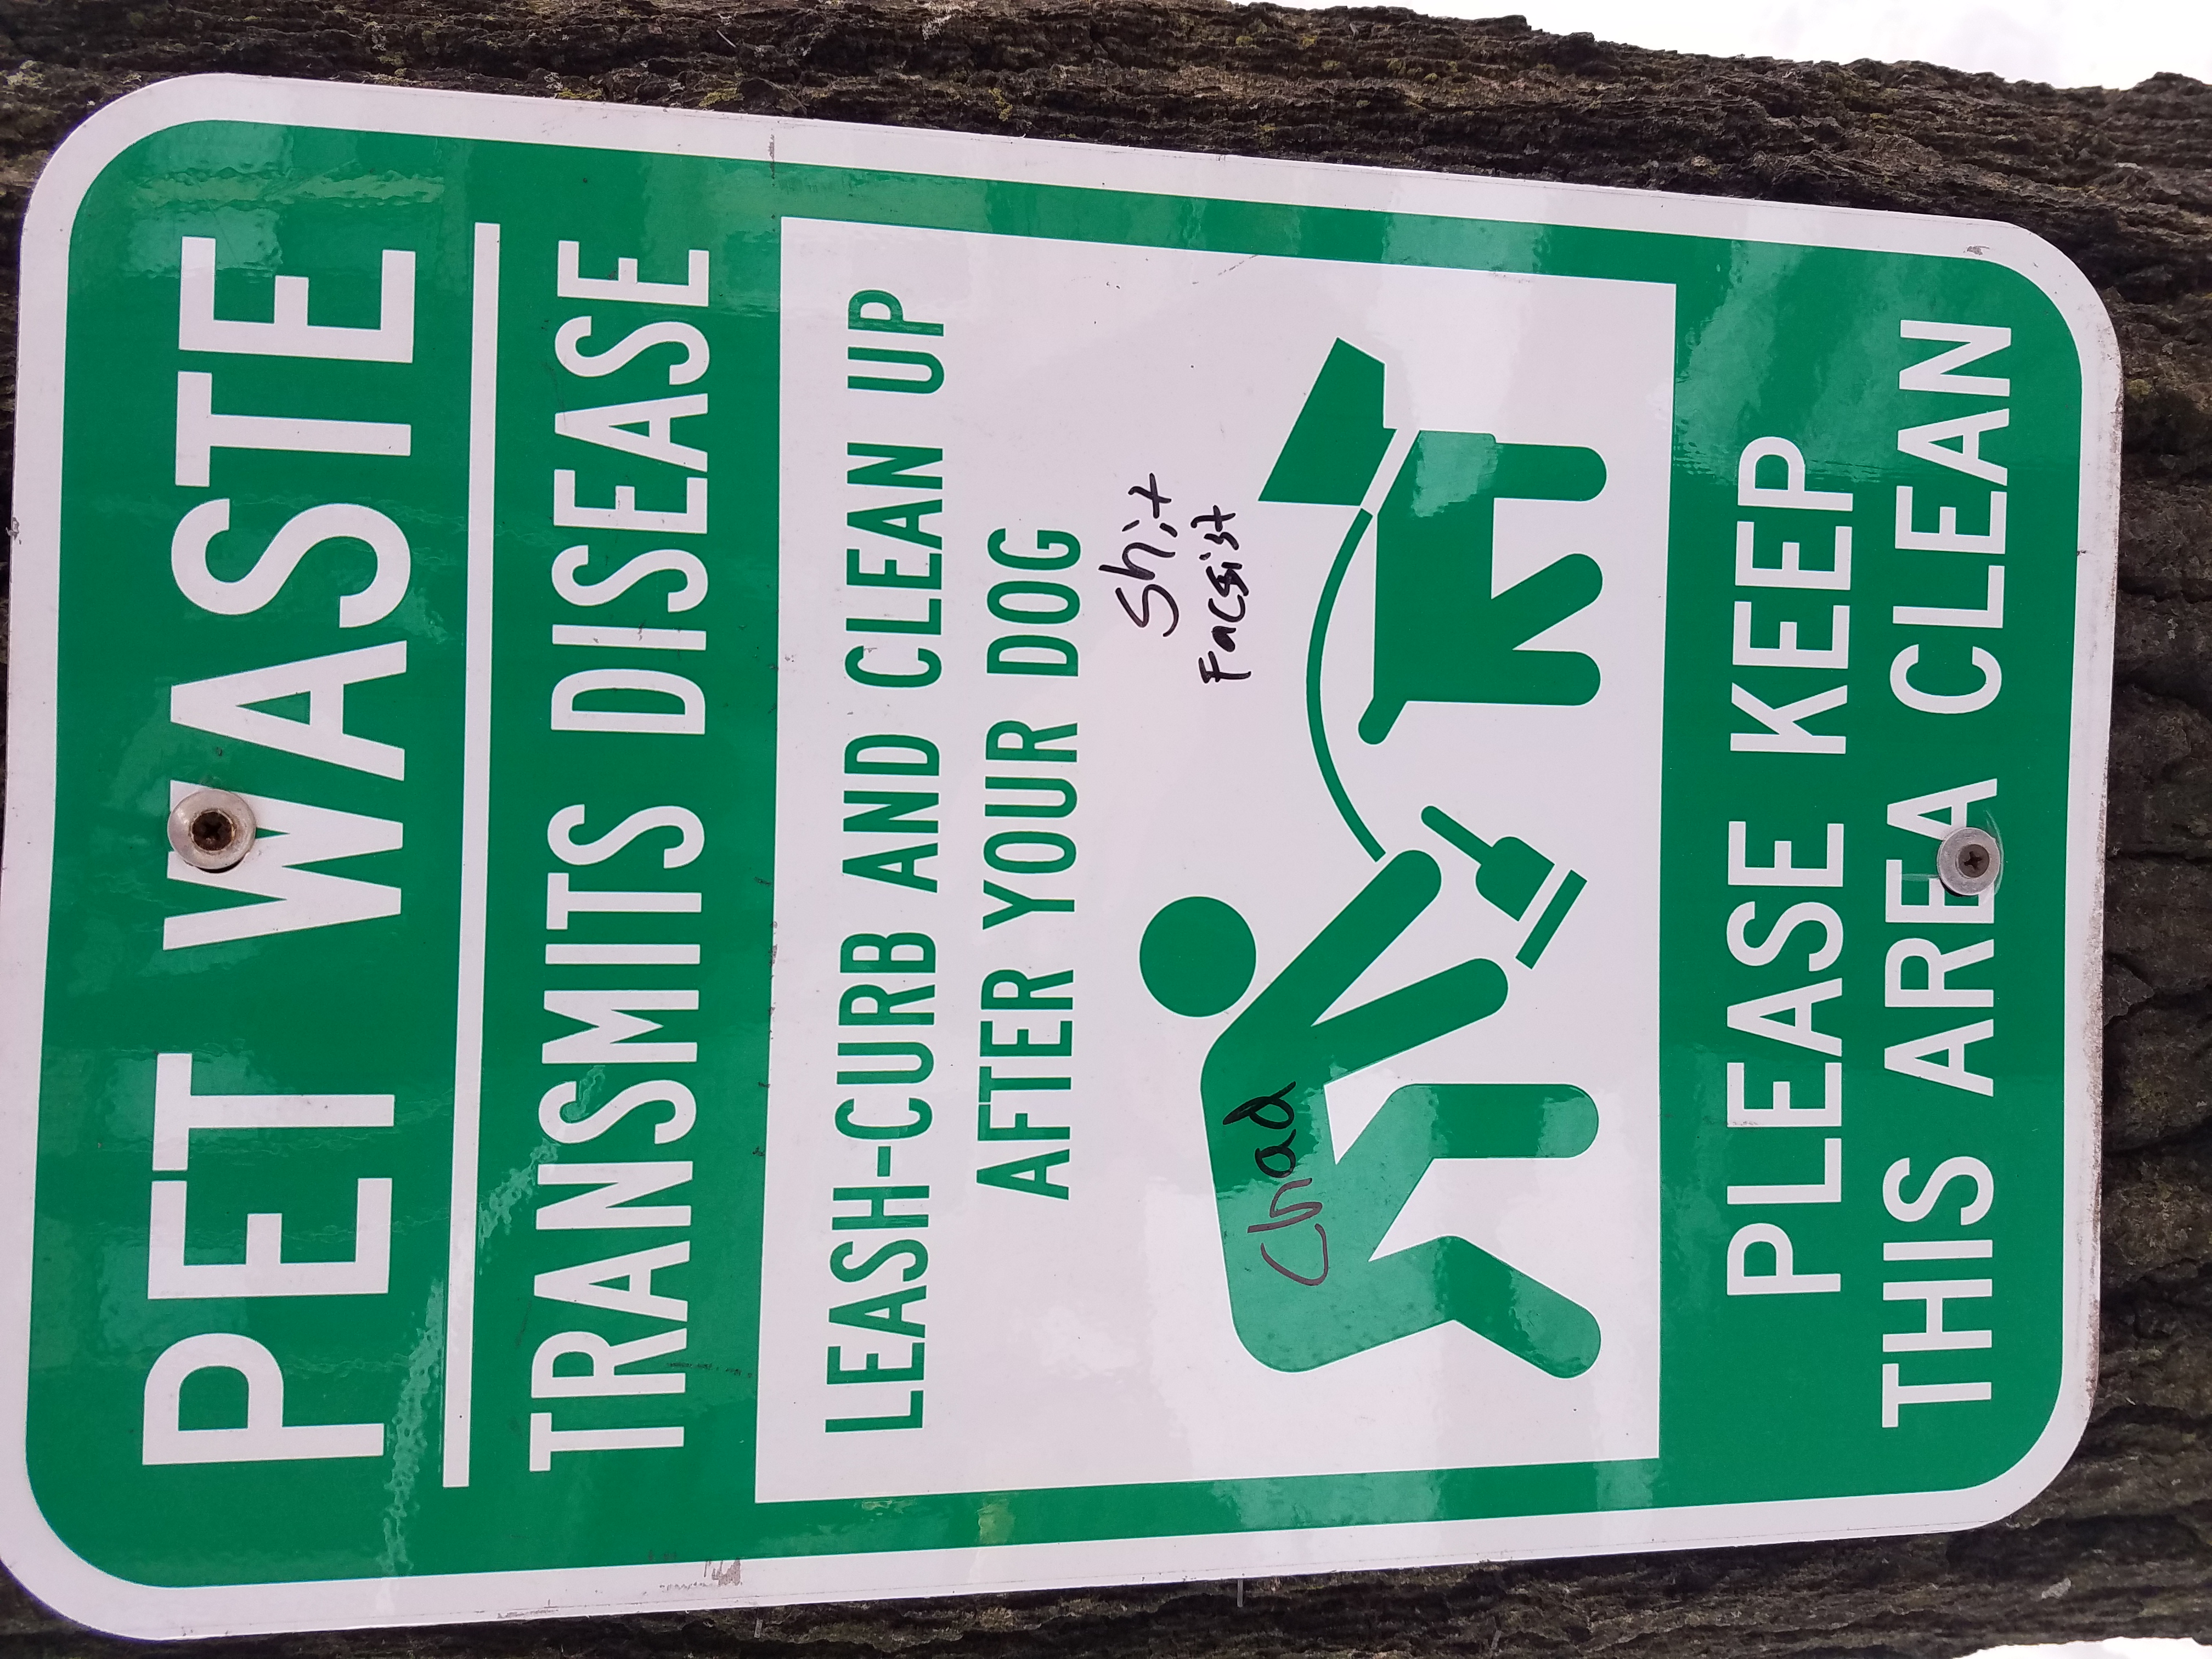 PET WASTE
TRANSMITS DISEASE
LEASH-CURB AND CLEAN UP
AFTER YOUR DOG
Shit
Facsist
Chad
PLEASE KEEP
THIS AREA CLEAN